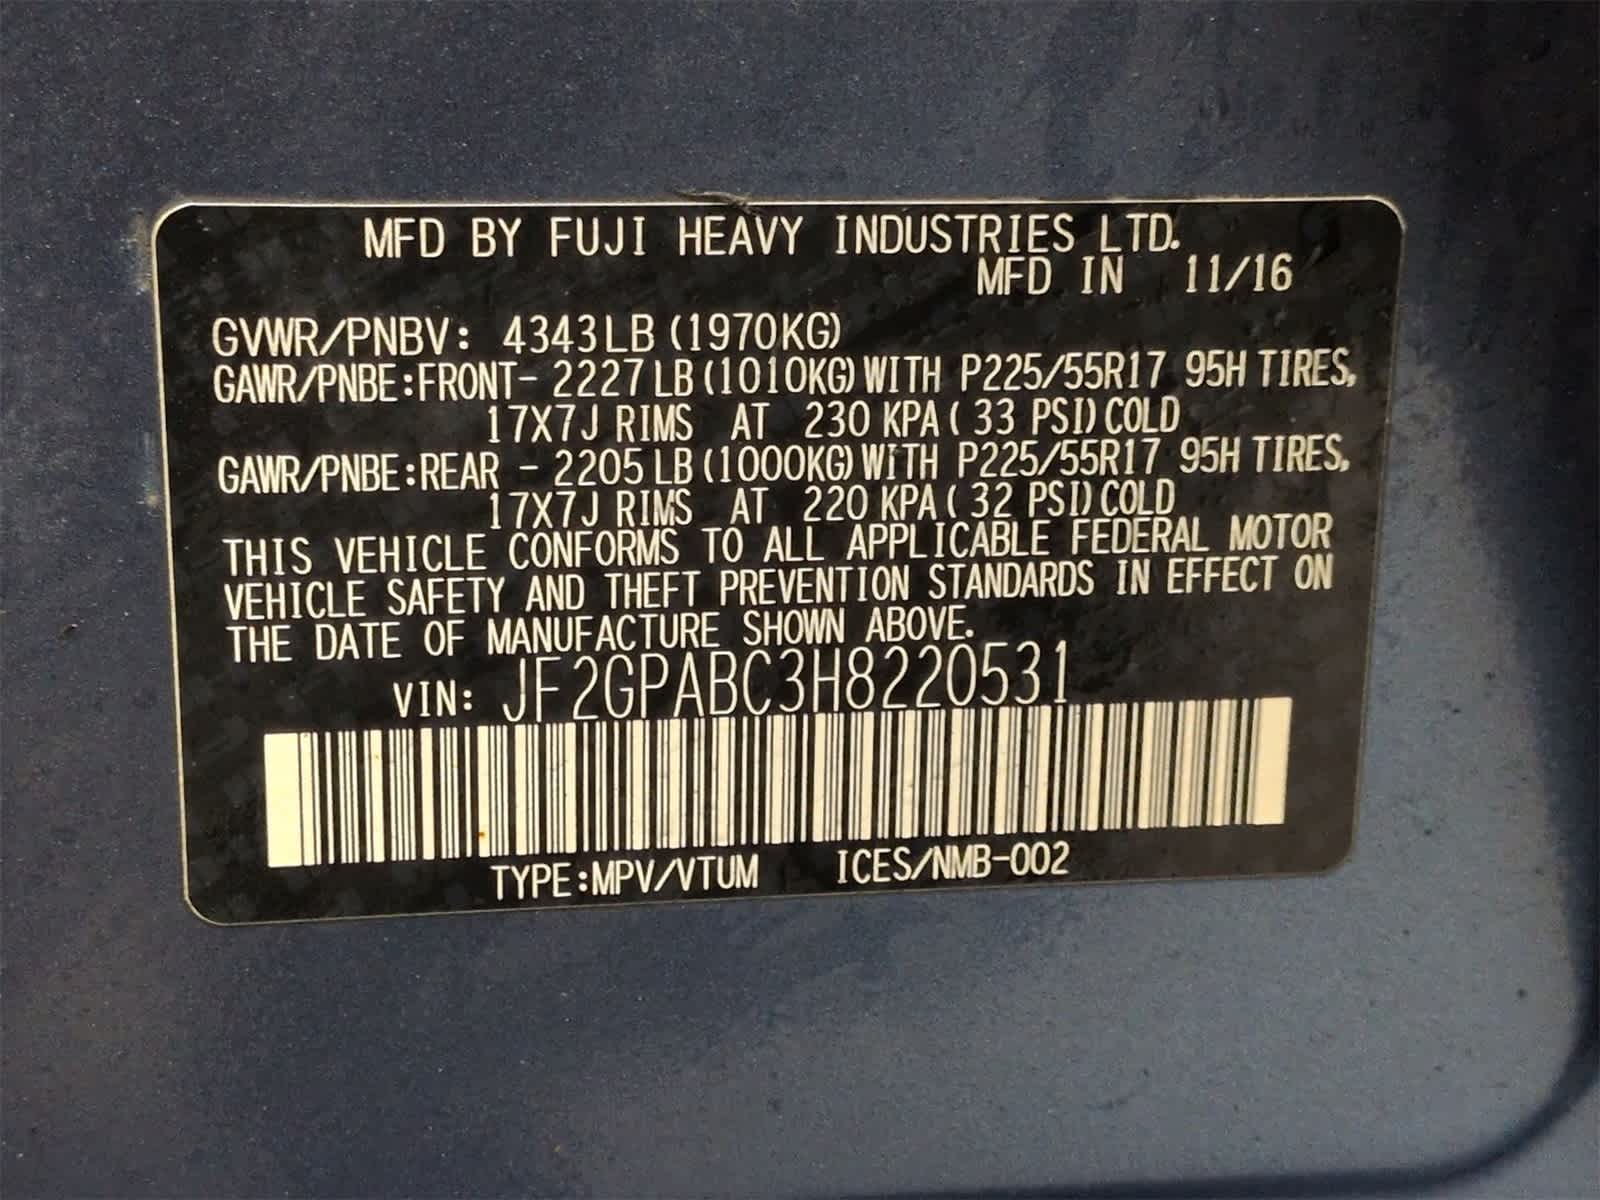 MFD BY FUJI HEAVY INDUSTRIES LTD.
MFD IN 11/16
GVWR/PNBV: 4343LB (1970KG)
GAWR/PNBE:FRONT- 2227LB(1010KG)WITH P225/55R17 95H TIRES,
17X7J RIMS AT 230 KPA( 33 PSI)COLD
GAWR/PNBE:REAR - 2205LB(1000KG)WITH P225/55R17 95H TIRES,
17X7J RIMS AT 220 KPA( 32 PSI)COLD
THIS VEHICLE CONFORMS TO ALL APPLICABLE FEDERAL MOTOR
VEHICLE SAFETY AND THEFT PREVENTION STANDARDS IN EFFECT ON
THE DATE OF MANUFACTURE SHOWN ABOVE.
VIN: JF2GPABC3H8220531
TYPE:MPV/VTUM ICES/NMB-002